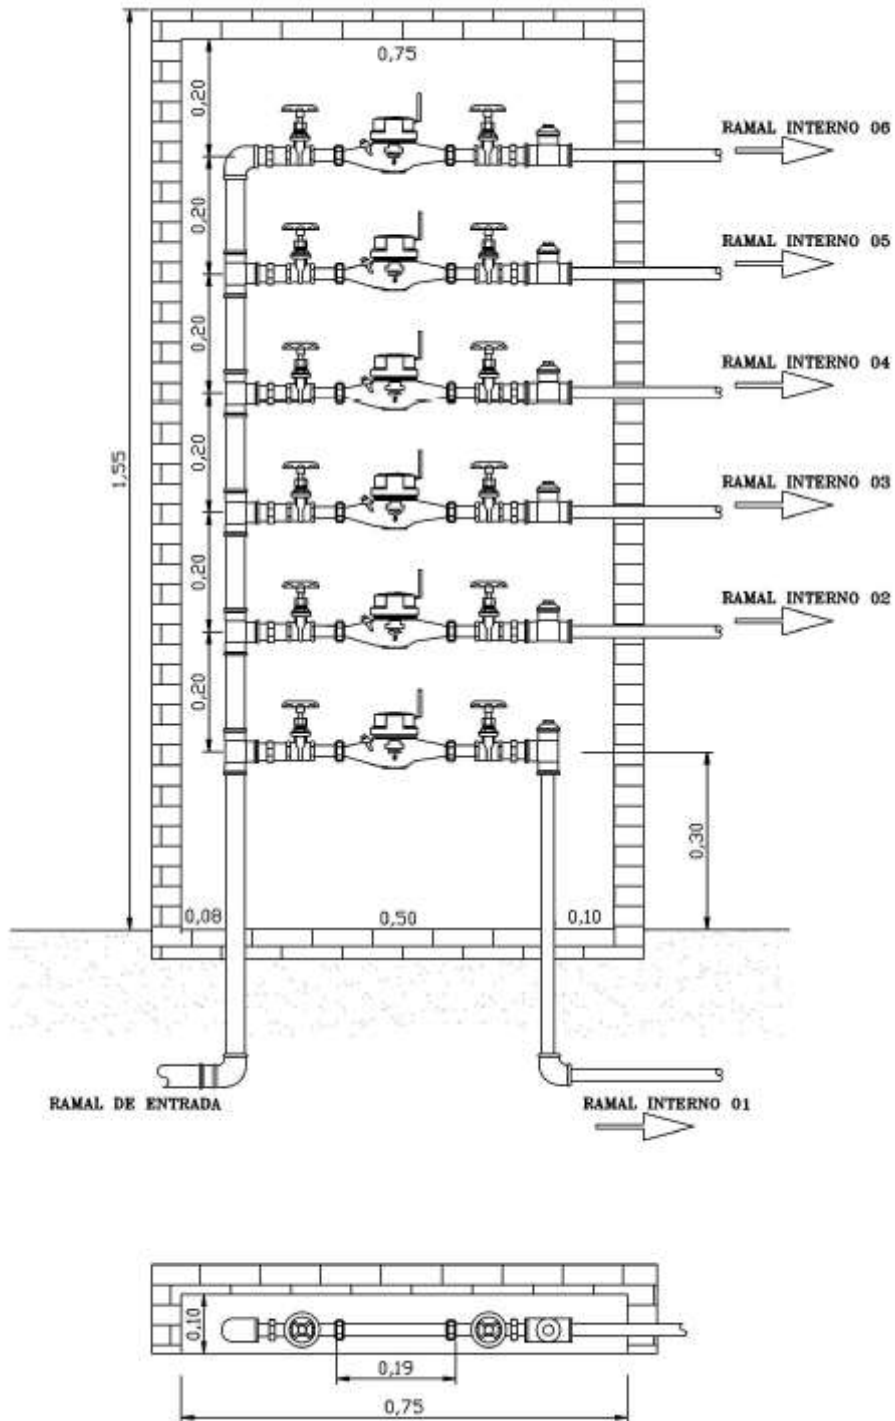 0,75
0,20
RAMAL INTERNO 06
0,20
RAMAL INTERNO 05
0,20
RAMAL INTERNO 04
1,55
0,20
RAMAL INTERNO 03
0,20
RAMAL INTERNO 02
0,20
0,30
0,08
0,50
0,10
RAMAL DE ENTRADA
RAMAL INTERNO 01
0,10
0,19
0,75